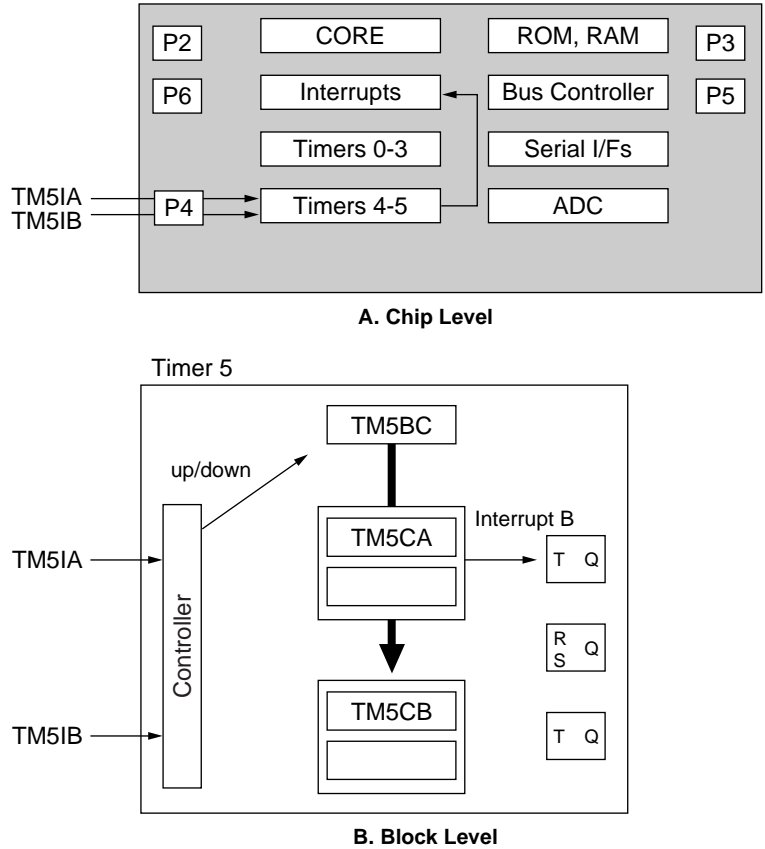 P2
CORE
ROM, RAM
P3
P6
Interrupts
Bus Controller
P5
Timers 0-3
Serial I/Fs
TM5IA
TM5IB
P4
Timers 4-5
ADC
A. Chip Level
Timer 5
TM5BC
up/down
Interrupt B
TM5CA
TM5IA
T Q
Controller
R
S Q
TM5CB
TM5IB
T Q
B. Block Level